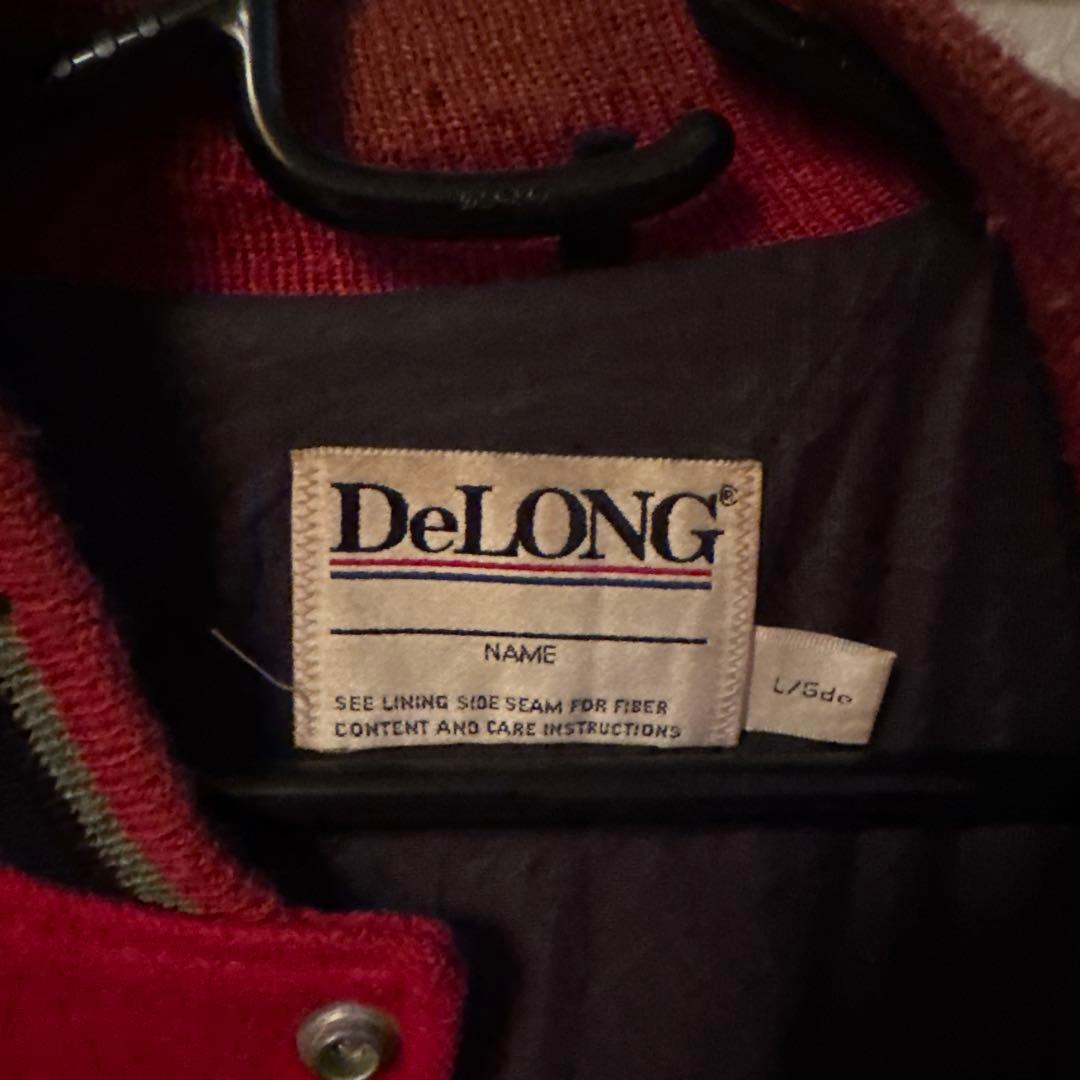 DeLONG®
NAME
SEE LINING SIDE SEAM FOR FIBER
CONTENT AND CARE INSTRUCTIONS
L/Gde